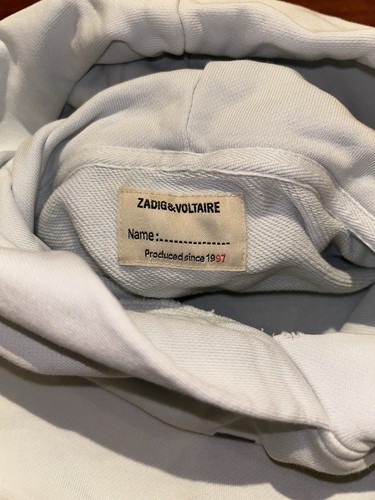 ZADIG&VOLTAIRE
Name:........................
Produced since 1997